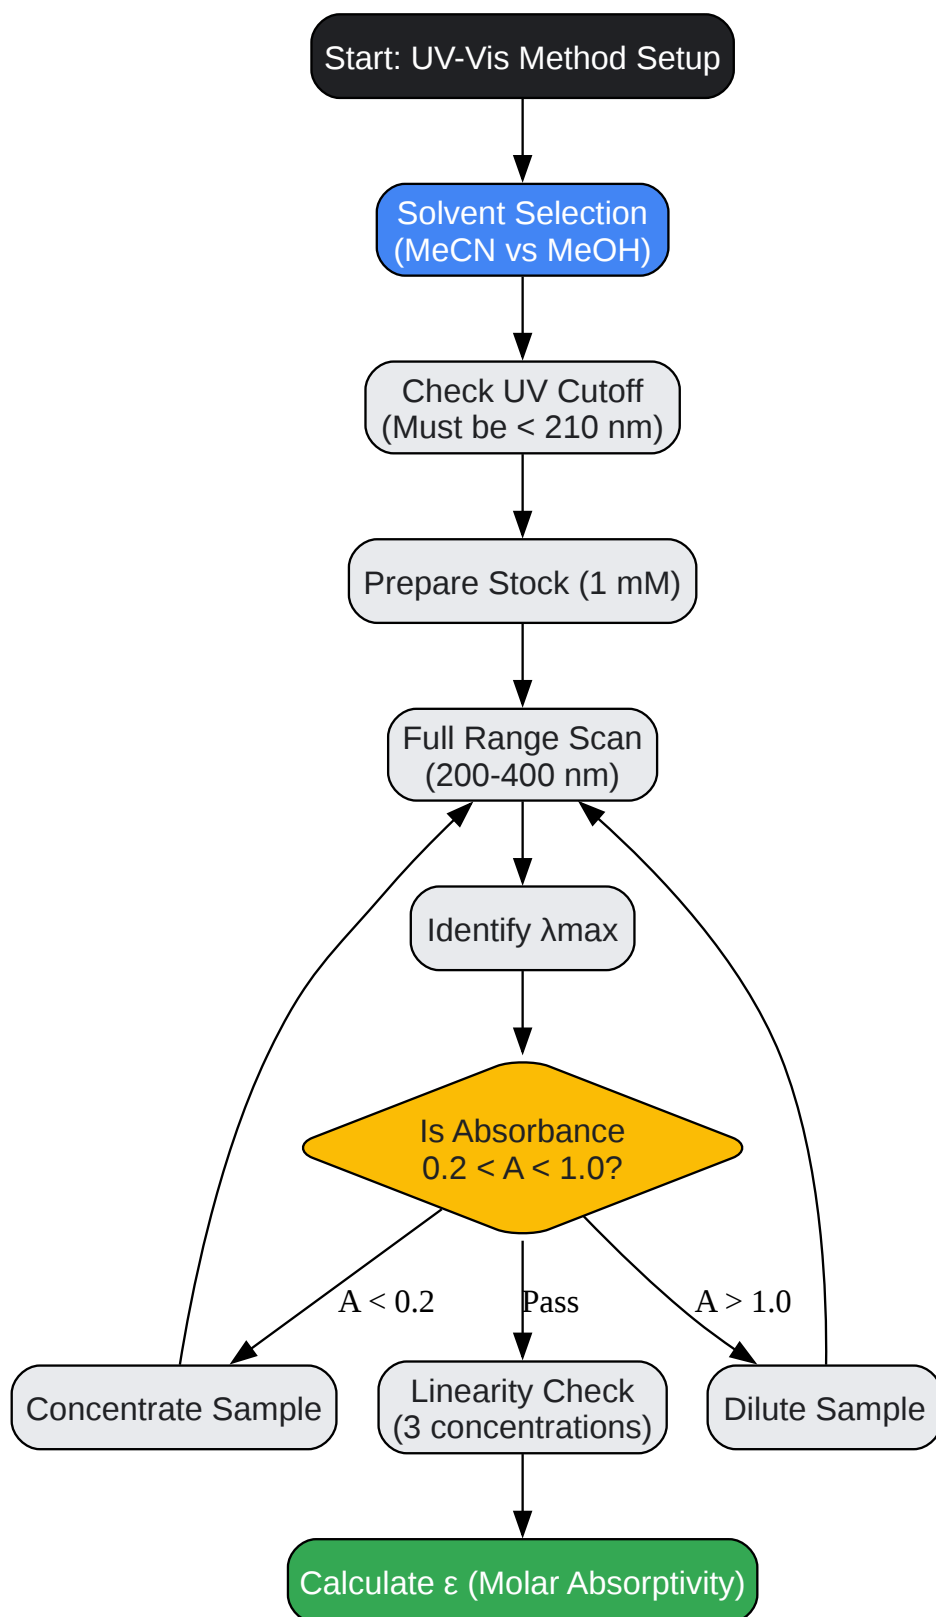 Start: UV-Vis Method Setup
Solvent Selection
(MeCN vs MeOH)
Check UV Cutoff
(Must be < 210 nm)
Prepare Stock (1 mM)
Full Range Scan
(200-400 nm)
Identify λmax
Is Absorbance
0.2 < A < 1.0?
A < 0.2
Pass
A > 1.0
Concentrate Sample
Linearity Check
(3 concentrations)
Dilute Sample
Calculate ε (Molar Absorptivity)